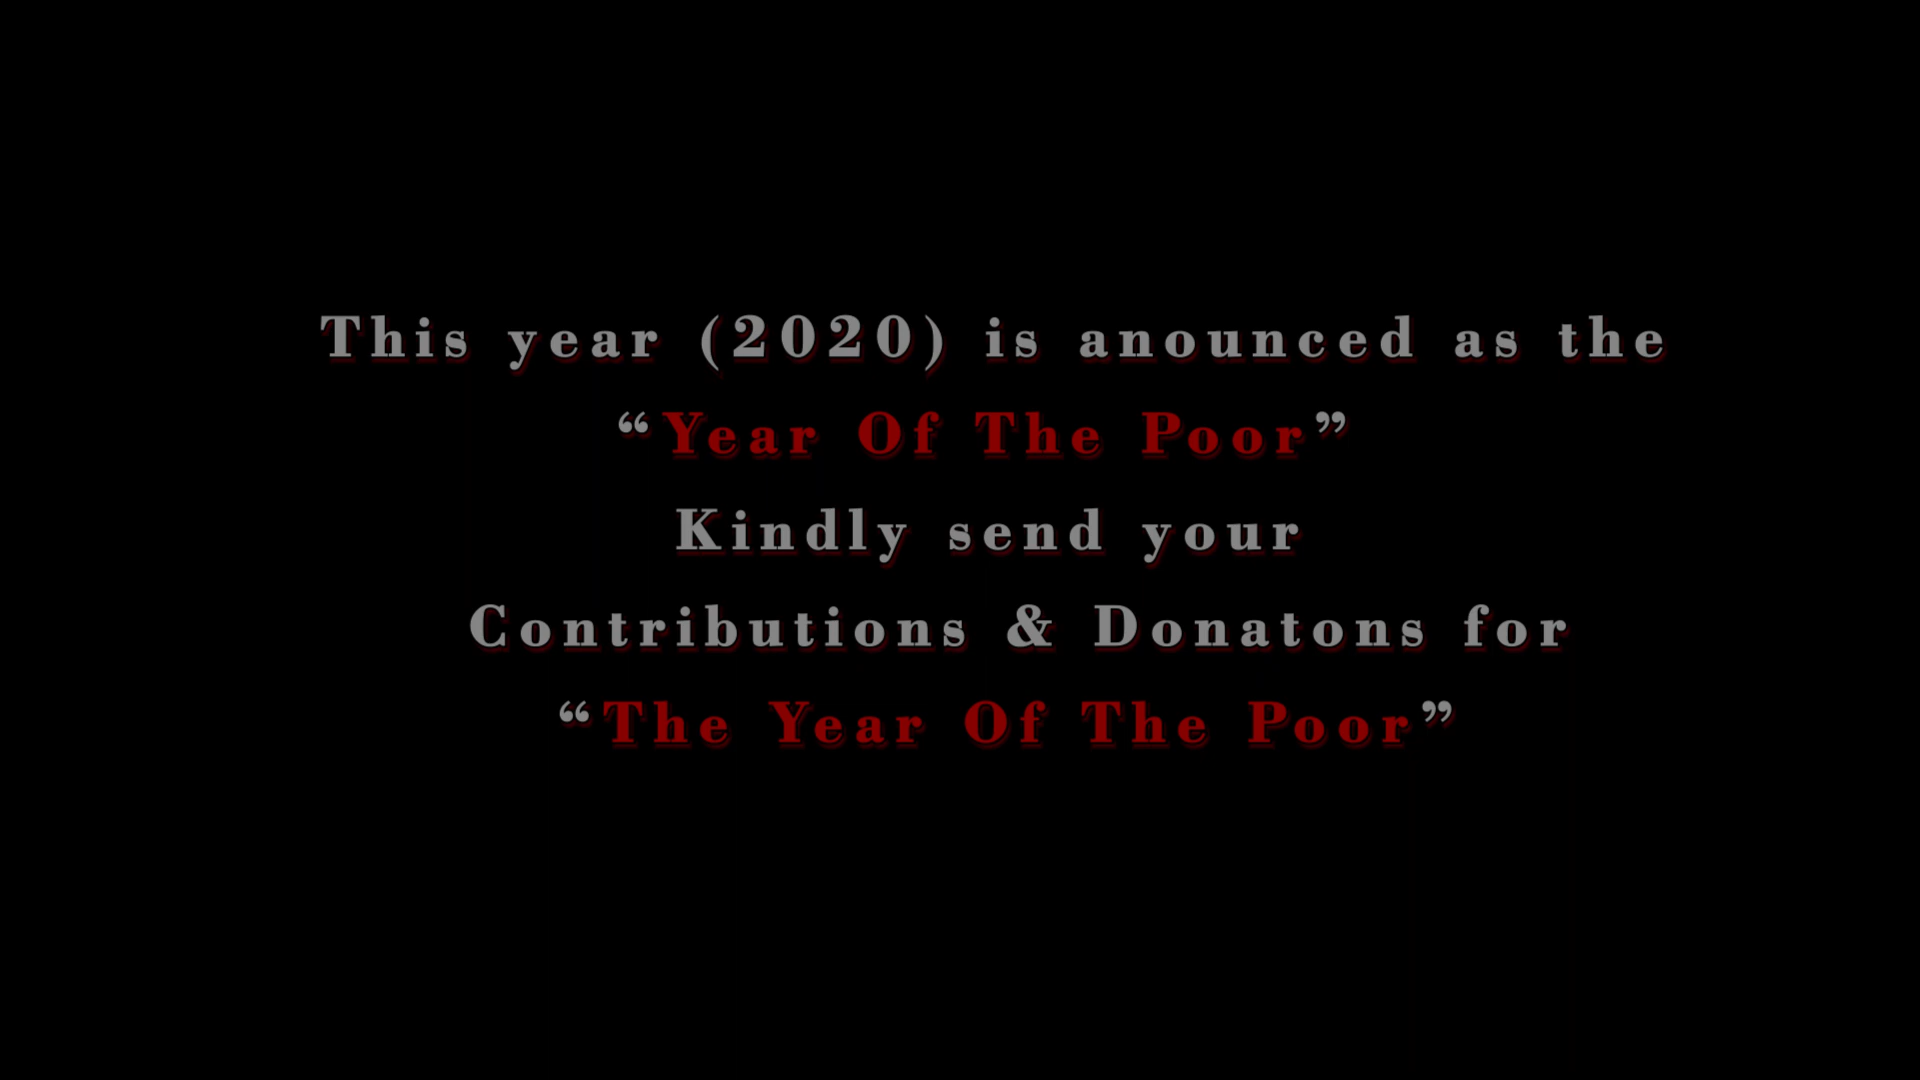 This year (2020) is anounced as the
“Year Of The Poor”
Kindly send your
Contributions & Donatons for
“The Year Of The Poor”